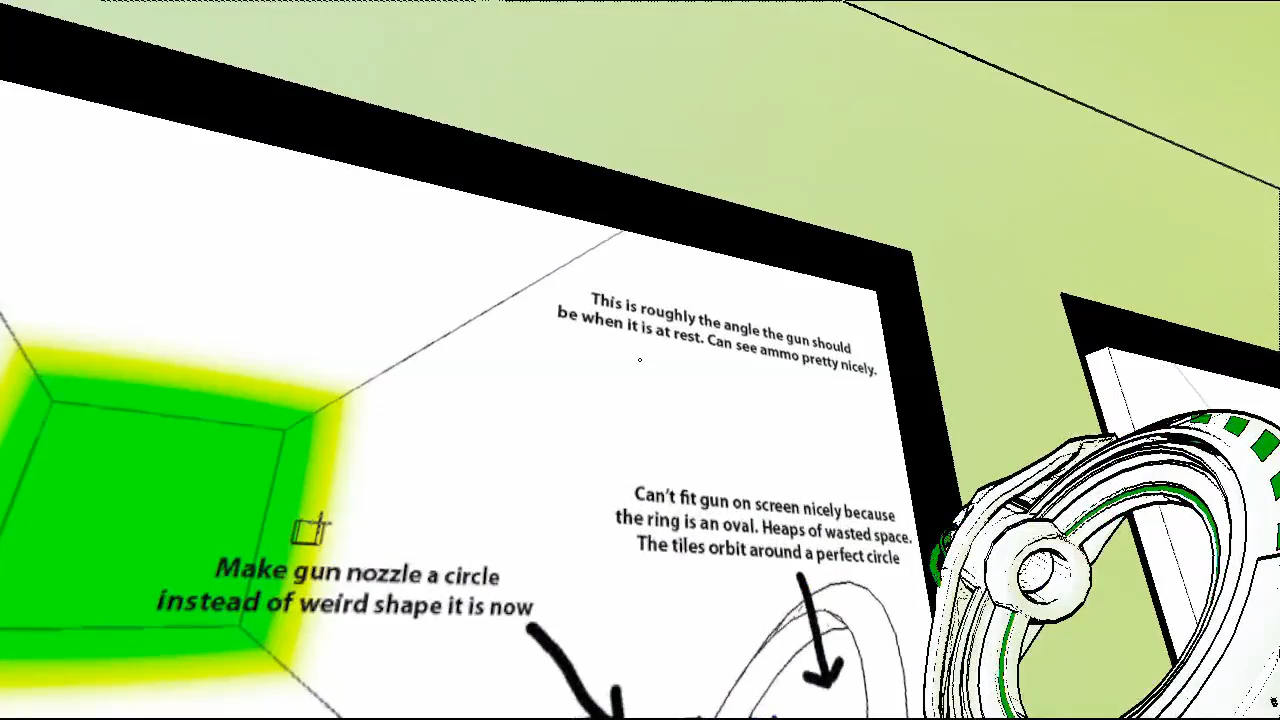 This is roughly the angle the gun should
be when it is at rest. Can see ammo pretty nicely.
Can't fit gun on screen nicely because
the ring is an oval. Heaps of wasted space.
The tiles orbit around a perfect circle
Make gun nozzle a circle
instead of weird shape it is now